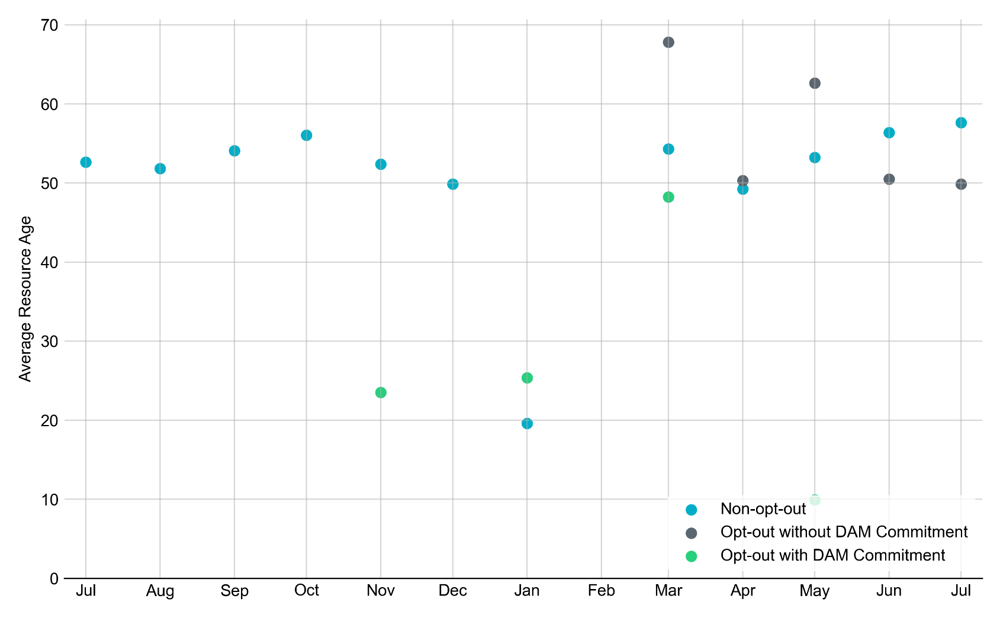 70
60
50
40
30
20
10
0
Average Resource Age
Non-opt-out
Opt-out without DAM Commitment
Opt-out with DAM Commitment
Jul Aug Sep Oct Nov Dec Jan Feb Mar Apr May Jun Jul